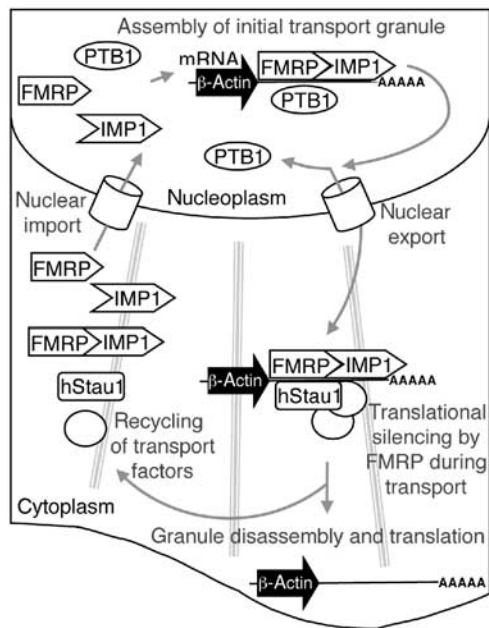 Assembly of initial transport granule
PTB1
mRNA
FMRP
IMP1
β-Actin
AAAAA
PTB1
FMRP
IMP1
PTB1
Nucleoplasm
Nuclear
import
Nuclear
export
FMRP
IMP1
FMRP
IMP1
hStau1
FMRP
IMP1
β-Actin
AAAAA
hStau1
Recycling
of transport
factors
Translational
silencing by
FMRP during
transport
Cytoplasm
Granule disassembly and translation
β-Actin
AAAAA